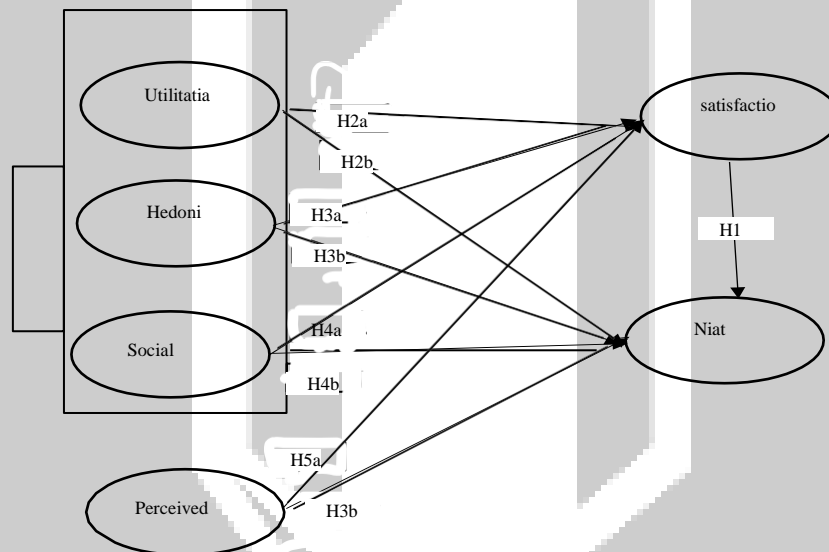 Utilitatia
satisfactio
H2a
H2b
Hedoni
H3a
H1
H3b
Social
H4a
Niat
H4b
H5a
Perceived
H3b